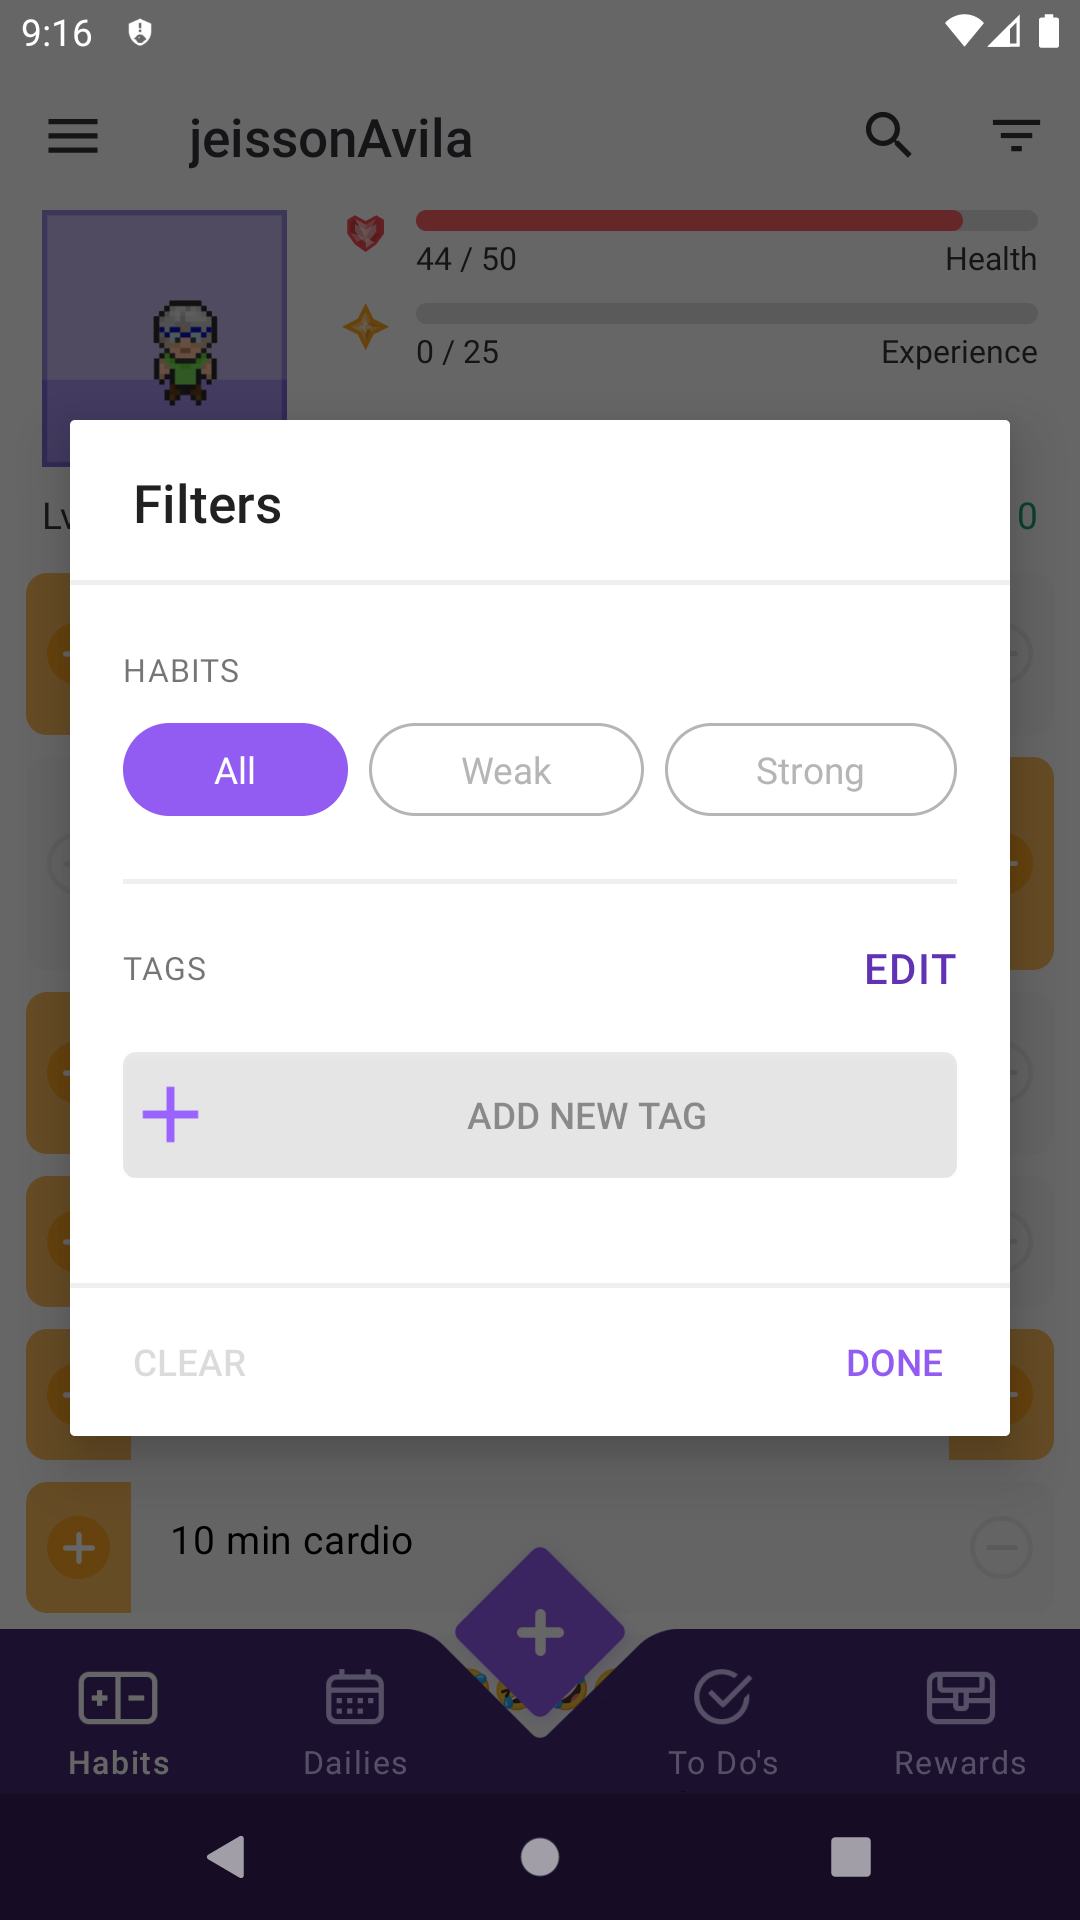 9:16
jeissonAvila
44 / 50 Health
0 / 25 Experience
Filters
0
HABITS
All Weak Strong
TAGS EDIT
ADD NEW TAG
CLEAR DONE
10 min cardio
Habits Dailies To Do's Rewards